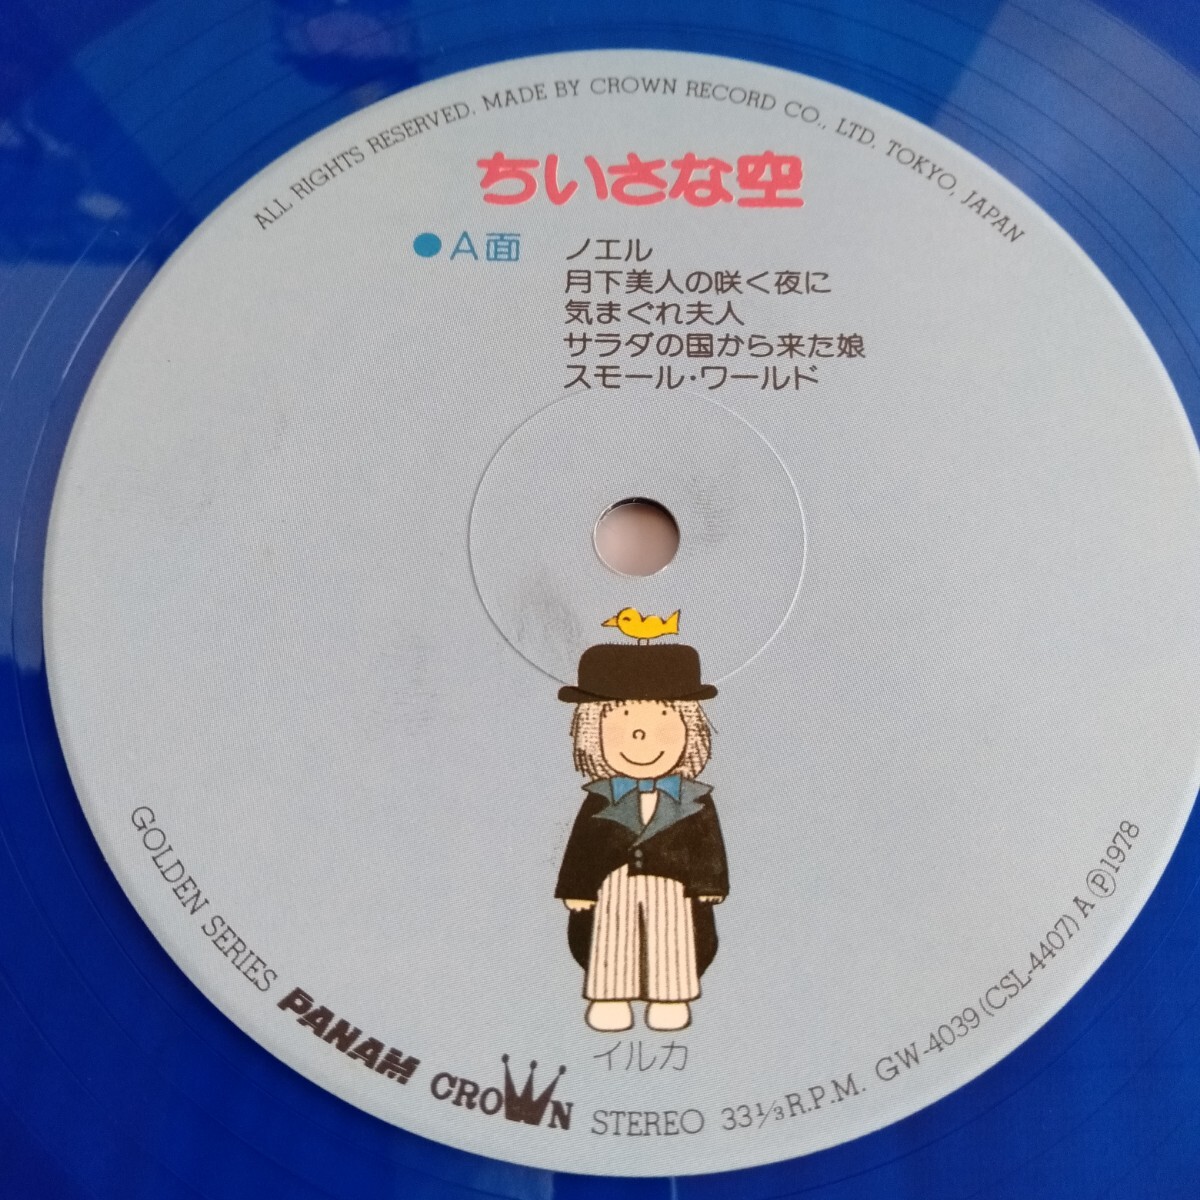 ALL RIGHTS RESERVED. MADE BY CROWN RECORD CO., LTD. TOKYO, JAPAN
ちいさな空
●A面
ノエル
月下美人の咲く夜に
気まぐれ夫人
サラダの国から来た娘
スモール・ワールド
イルカ
GOLDEN SERIES PANAM CROWN STEREO 33⅓R.P.M. GW-4039 (CSL-4407) A Ⓟ1978